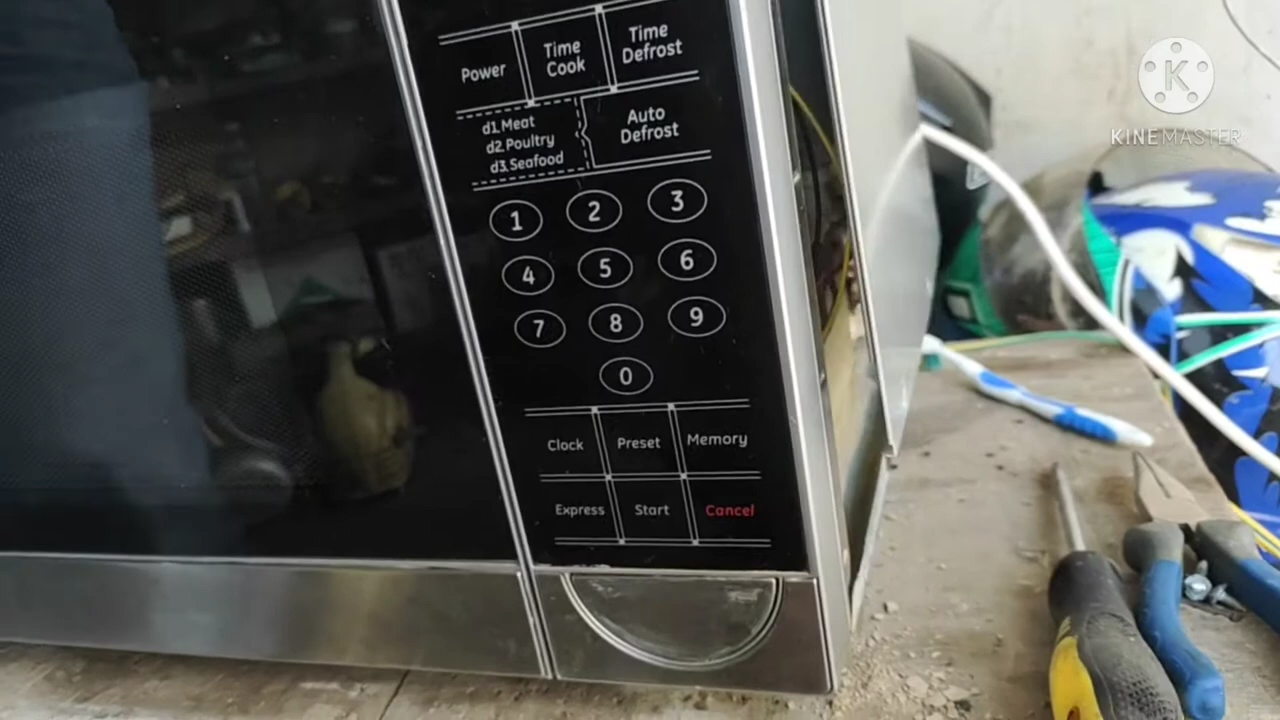 Power
Time
Cook
Time
Defrost
d1.Meat
d2.Poultry
d3.Seafood
Auto
Defrost
1 2 3
4 5 6
7 8 9
0
Clock Preset Memory
Express Start Cancel
K
KINEMASTER